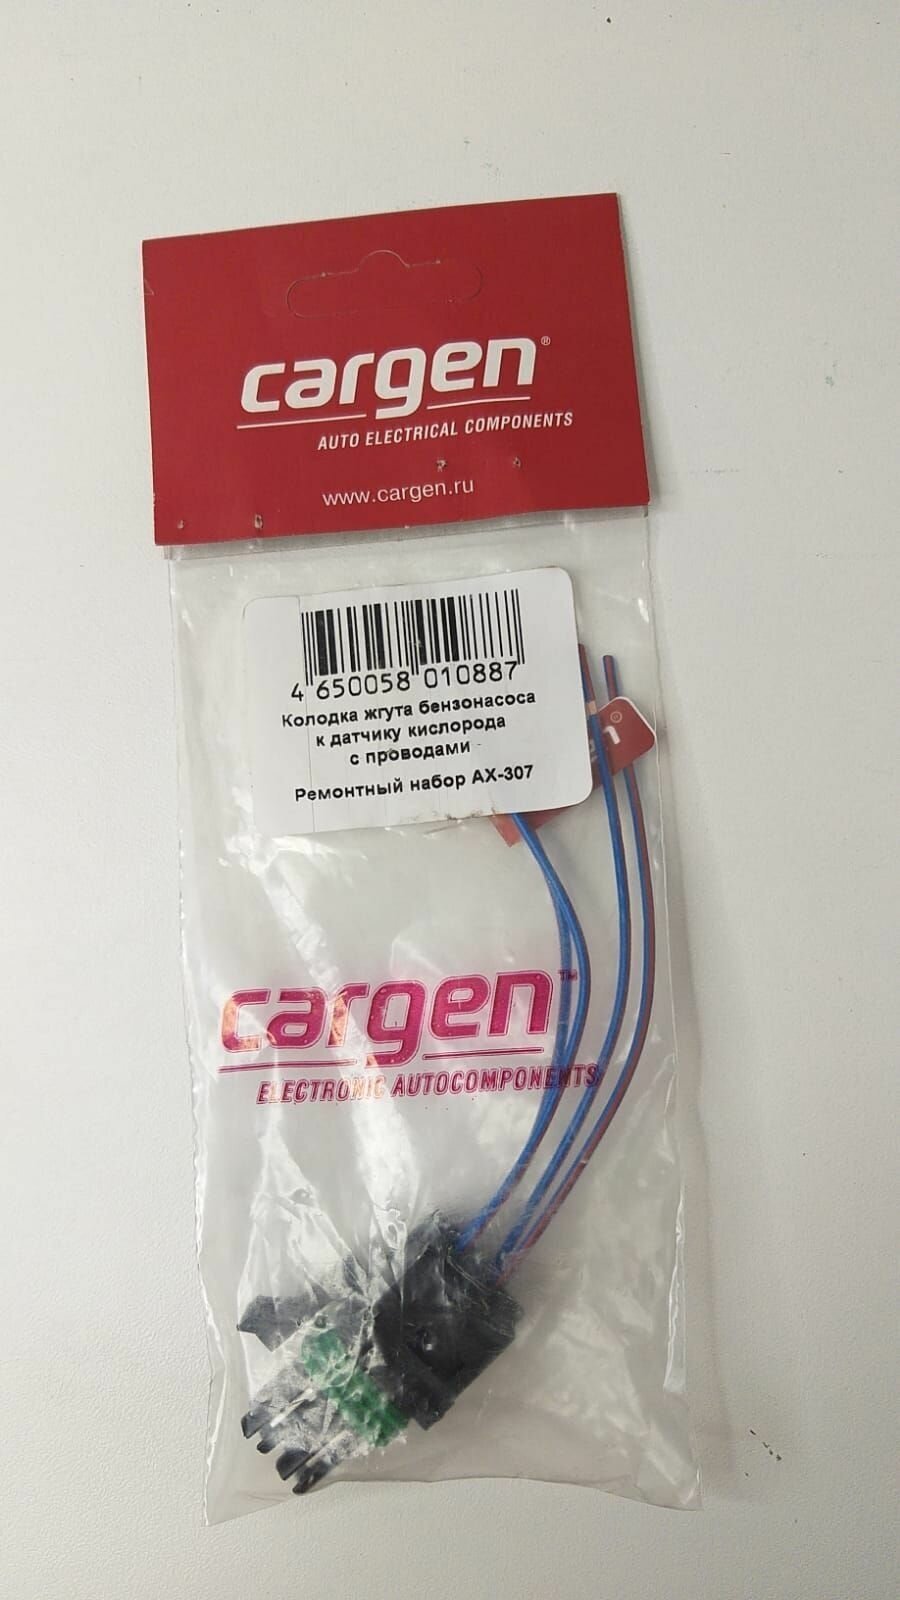 cargen®
AUTO ELECTRICAL COMPONENTS
www.cargen.ru
4 650058 010887
Колодка жгута бензонасоса
к датчику кислорода
с проводами
Ремонтный набор АХ-307
cargen™
ELECTRONIC AUTOCOMPONENTS